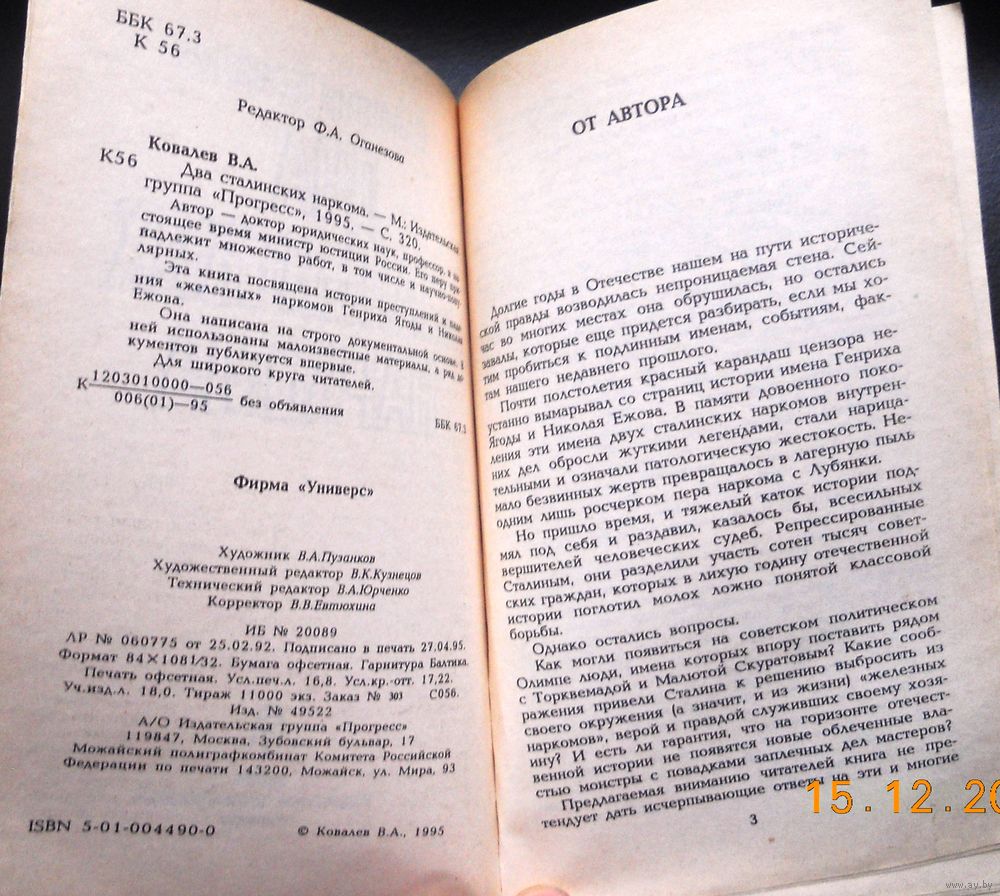 ББК 67.3
К 56
Редактор Ф.А. Оганезова
Ковалев В.А.
К56
Два сталинских наркома. — М.: Издательская
группа «Прогресс», 1995. — С. 320.
Автор — доктор юридических наук, профессор, в на-
стоящее время министр юстиции России. Его перу при-
надлежит множество работ, в том числе и научно-попу-
лярных.
Эта книга посвящена истории преступлений и
ния «железных» наркомов Генриха Ягоды и Николая
Ежова.
Она написана на строго документальной основе. В
ней использованы малоизвестные материалы, а ряд до-
кументов публикуется впервые.
Для широкого круга читателей.
К 1203010000—056
006(01)—95 без объявления
ББК 67.3
Фирма «Универс»
Художник В.А.Пузанков
Художественный редактор В.К.Кузнецов
Технический редактор В.А.Юрченко
Корректор В.В.Евтюхина
ИБ № 20089
ЛР № 060775 от 25.02.92. Подписано в печать 27.04.95.
Формат 84×1081/32. Бумага офсетная. Гарнитура Балтика.
Печать офсетная. Усл.печ.л. 16,8. Усл.кр.-отт. 17,22.
Уч.изд.л. 18,0. Тираж 11000 экз. Заказ № 303 С056.
Изд. № 49522
А/О Издательская группа «Прогресс»
119847, Москва, Зубовский бульвар, 17
Можайский полиграфкомбинат Комитета Российской
Федерации по печати 143200, Можайск, ул. Мира, 93
ISBN 5-01-004490-0
© Ковалев В.А., 1995
ОТ АВТОРА
Долгие годы в Отечестве нашем на пути историче-
ской правды возводилась непроницаемая стена. Сей-
час во многих местах она обрушилась, но остались
завалы, которые еще придется разбирать, если мы хо-
тим пробиться к подлинным именам, событиям, фак-
там нашего недавнего прошлого.
Почти полстолетия красный карандаш цензора не-
устанно вымарывал со страниц истории имена Генриха
Ягоды и Николая Ежова. В памяти довоенного поко-
ления эти имена двух сталинских наркомов внутрен-
них дел обросли жуткими легендами, стали нарица-
тельными и означали патологическую жестокость. Не-
мало безвинных жертв превращалось в лагерную пыль
одним лишь росчерком пера наркома с Лубянки.
Но пришло время, и тяжелый каток истории под-
мял под себя и раздавил, казалось бы, всесильных
вершителей человеческих судеб. Репрессированные
Сталиным, они разделили участь сотен тысяч совет-
ских граждан, которых в лихую годину отечественной
истории поглотил молох ложно понятой классовой
борьбы.
Однако остались вопросы.
Как могли появиться на советском политическом
Олимпе люди, имена которых впору поставить рядом
с Торквемадой и Малютой Скуратовым? Какие сооб-
ражения привели Сталина к решению выбросить из
своего окружения (а значит, и из жизни) «железных
наркомов», верой и правдой служивших своему хозя-
ину? И есть ли гарантия, что на горизонте отечест-
венной истории не появятся новые облеченные вла-
стью монстры с повадками заплечных дел мастеров?
Предлагаемая вниманию читателей книга не пре-
тендует дать исчерпывающие ответы на эти и многие
3
15.12.20
www.ay.by